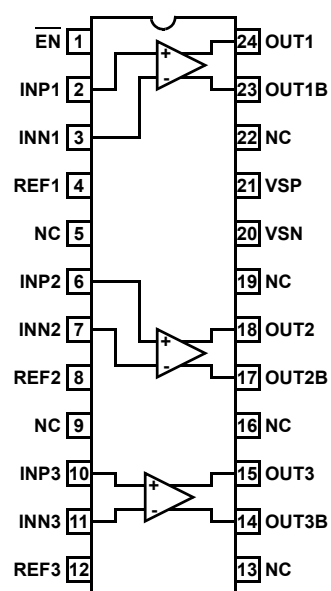 EN 1 + 24 OUT1
INP1 2 - 23 OUT1B
INN1 3 22 NC
REF1 4 21 VSP
NC 5 20 VSN
INP2 6 19 NC
INN2 7 + 18 OUT2
REF2 8 - 17 OUT2B
NC 9 16 NC
INP3 10 + 15 OUT3
INN3 11 - 14 OUT3B
REF3 12 13 NC